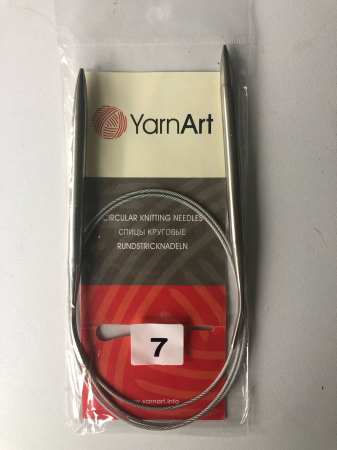 YarnArt
CIRCULAR KNITTING NEEDLES
СПИЦЫ КРУГОВЫЕ
RUNDSTRICKNADELN
7
www.yarnart.info